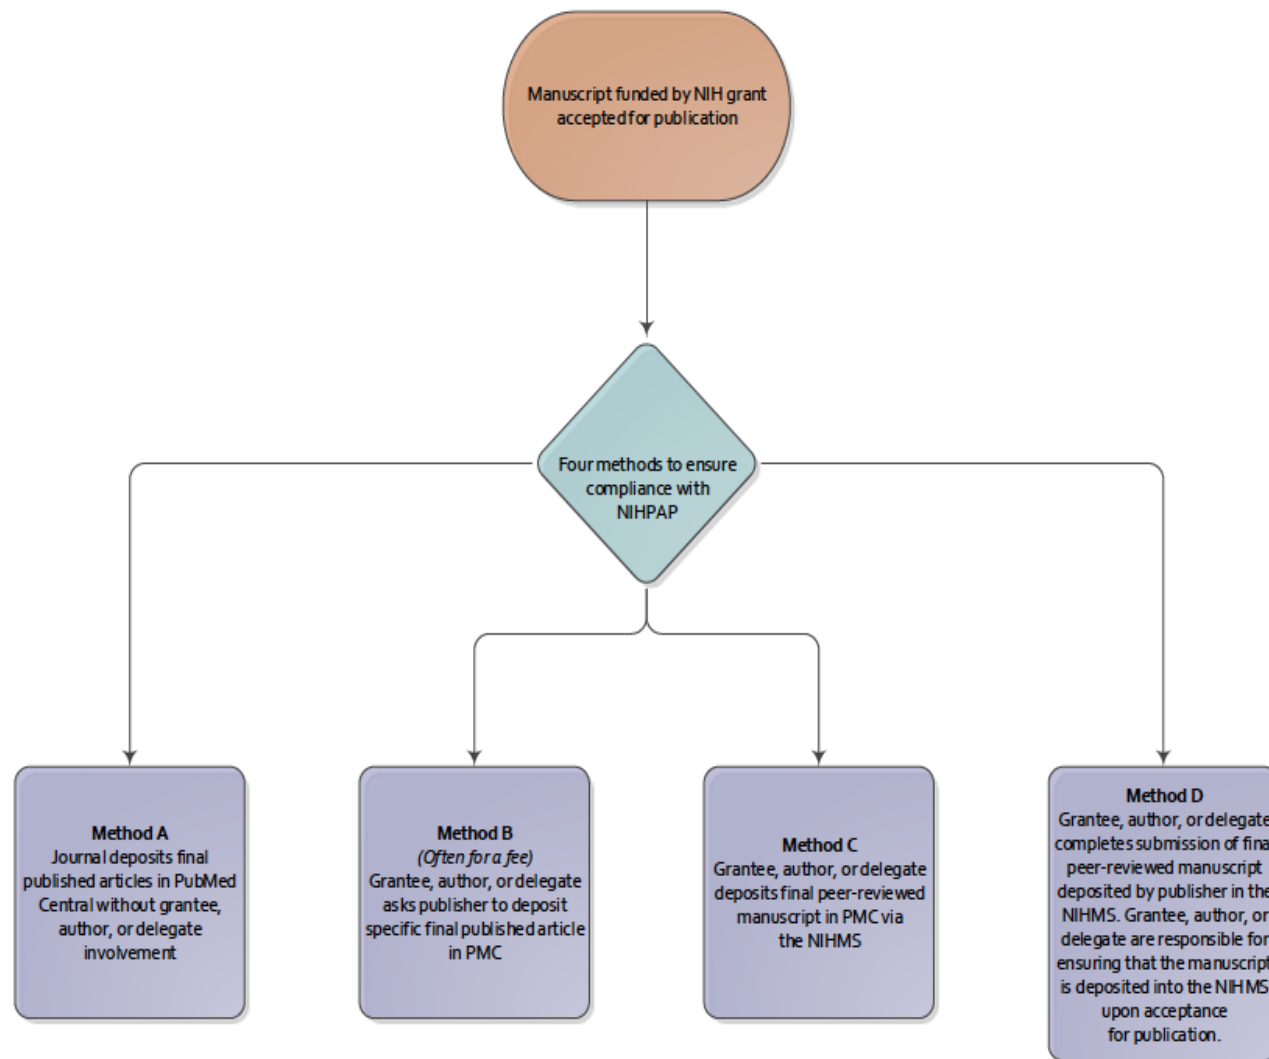 Manuscript funded by NIH grant
accepted for publication
Four methods to ensure
compliance with
NIHPAP
Method A
Journal deposits final
published articles in PubMed
Central without grantee,
author, or delegate
involvement
Method B
(Often for a fee)
Grantee, author, or delegate
asks publisher to deposit
specific final published article
in PMC
Method C
Grantee, author, or delegate
deposits final peer-reviewed
manuscript in PMC via
the NIHMS
Method D
Grantee, author, or delegate
completes submission of final
peer-reviewed manuscript
deposited by publisher in the
NIHMS. Grantee, author, or
delegate are responsible for
ensuring that the manuscript
is deposited into the NIHMS
upon acceptance
for publication.